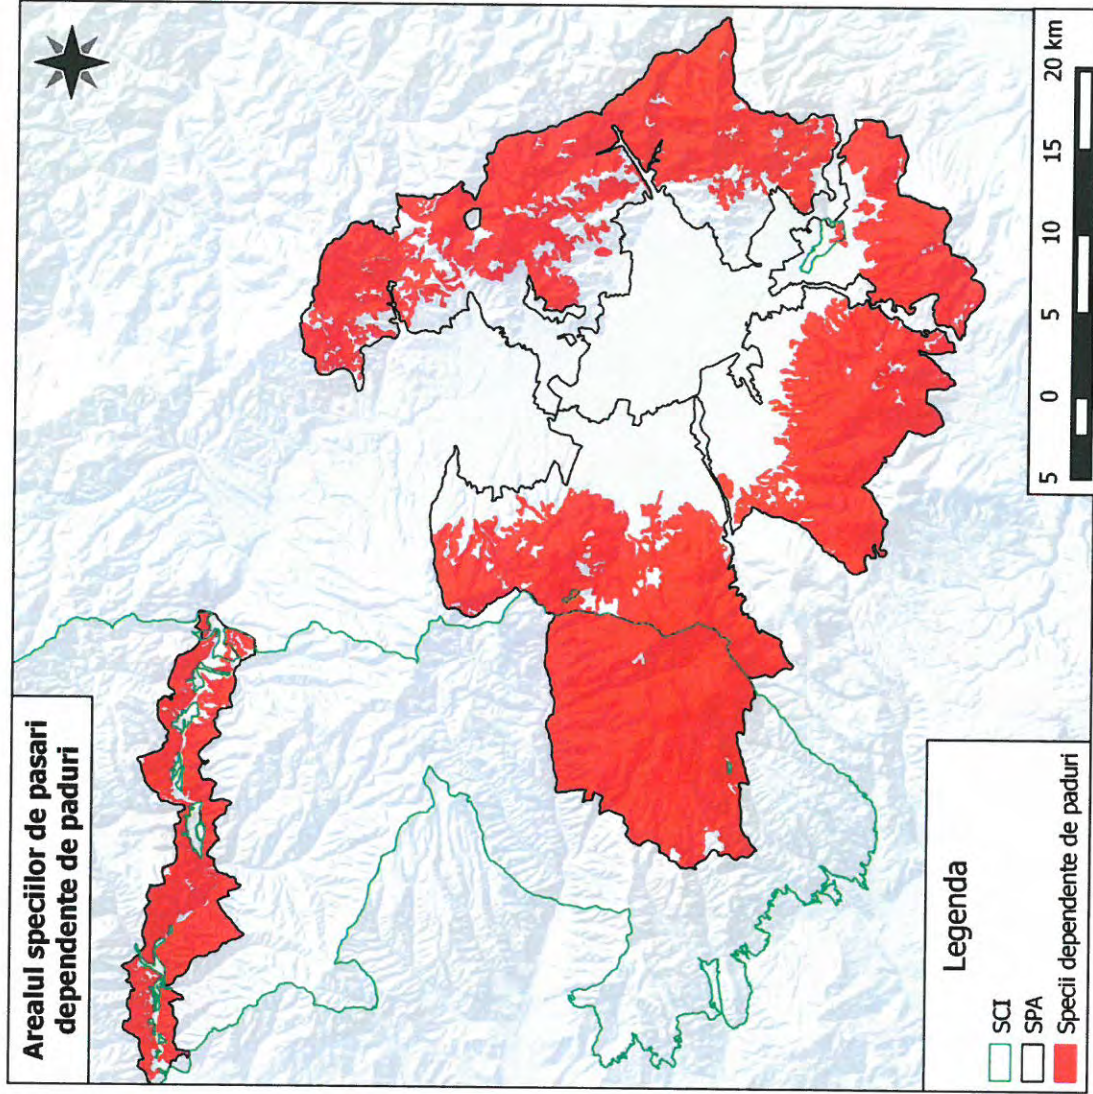 Arealul speciilor de pasari
dependente de paduri
Legenda
SCI
SPA
Specii dependente de paduri
5 0 5 10 15 20 km